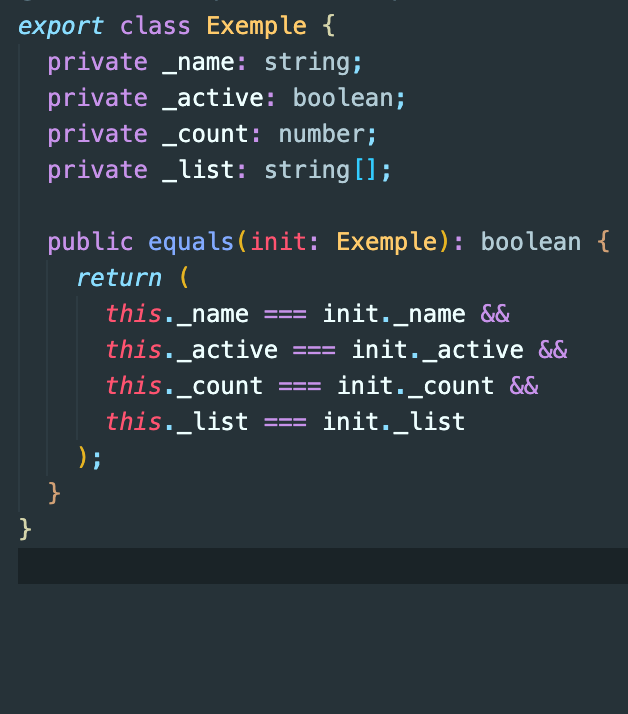 export class Exemple {
private _name: string;
private _active: boolean;
private _count: number;
private _list: string[];
public equals(init: Exemple): boolean {
return (
this._name === init._name &&
this._active === init._active &&
this._count === init._count &&
this._list === init._list
);
}
}